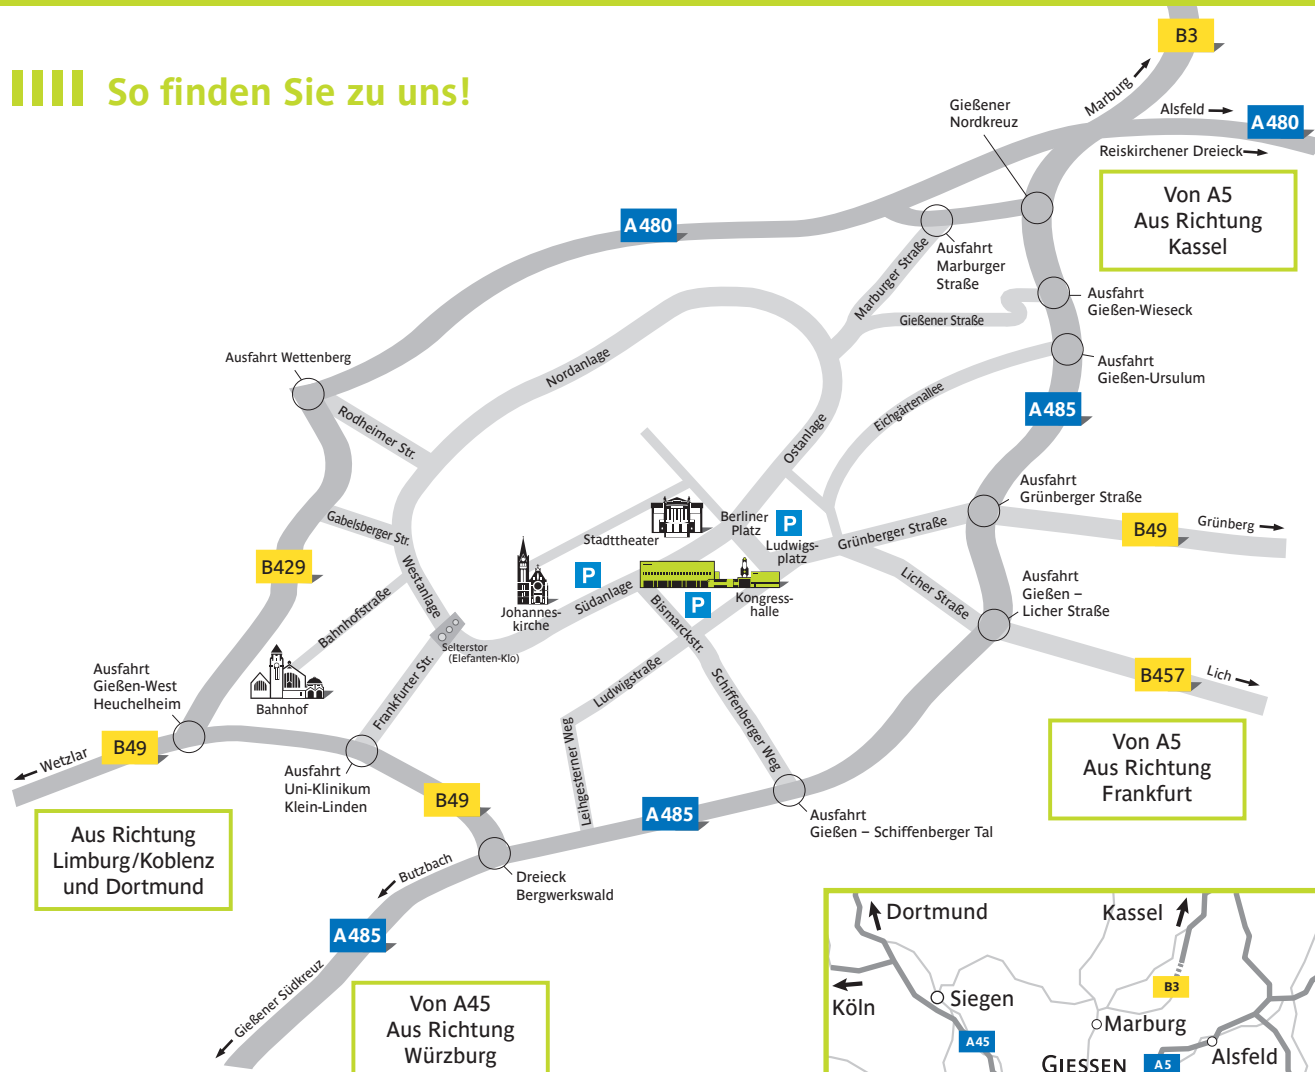 So finden Sie zu uns!
B3
Marburg
Alsfeld
A 480
Reiskirchener Dreieck
Gießener
Nordkreuz
Von A5
Aus Richtung
Kassel
A 480
Ausfahrt
Marburger
Straße
Marburger Straße
Ausfahrt
Gießen-Wieseck
Gießener Straße
Ausfahrt Wettenberg
Nordanlage
Ausfahrt
Gießen-Ursulum
Eichgärtenallee
A 485
Rodheimer Str.
Ostanlage
Ausfahrt
Grünberger Straße
Gabelsberger Str.
Berliner
Platz
P
Grünberger Straße
B49
Grünberg
Stadttheater
Ludwigs-
platz
B429
Westanlage
P
Südanlage
Johannes-
kirche
P
Kongress-
halle
Bismarckstr.
Licher Straße
Ausfahrt
Gießen –
Licher Straße
Bahnhofstraße
Selterstor
(Elefanten-Klo)
Frankfurter Str.
Ludwigstraße
Schiffenberger Weg
B457
Lich
Ausfahrt
Gießen-West
Heuchelheim
Bahnhof
Leihgesterner Weg
Wetzlar
B49
Von A5
Aus Richtung
Frankfurt
Ausfahrt
Uni-Klinikum
Klein-Linden
B49
A 485
Ausfahrt
Gießen – Schiffenberger Tal
Aus Richtung
Limburg/Koblenz
und Dortmund
Butzbach
Dreieck
Bergwerkswald
A 485
Gießener Südkreuz
Von A45
Aus Richtung
Würzburg
Dortmund
Kassel
B3
Köln
Siegen
Marburg
A45
GIESSEN
A5
Alsfeld